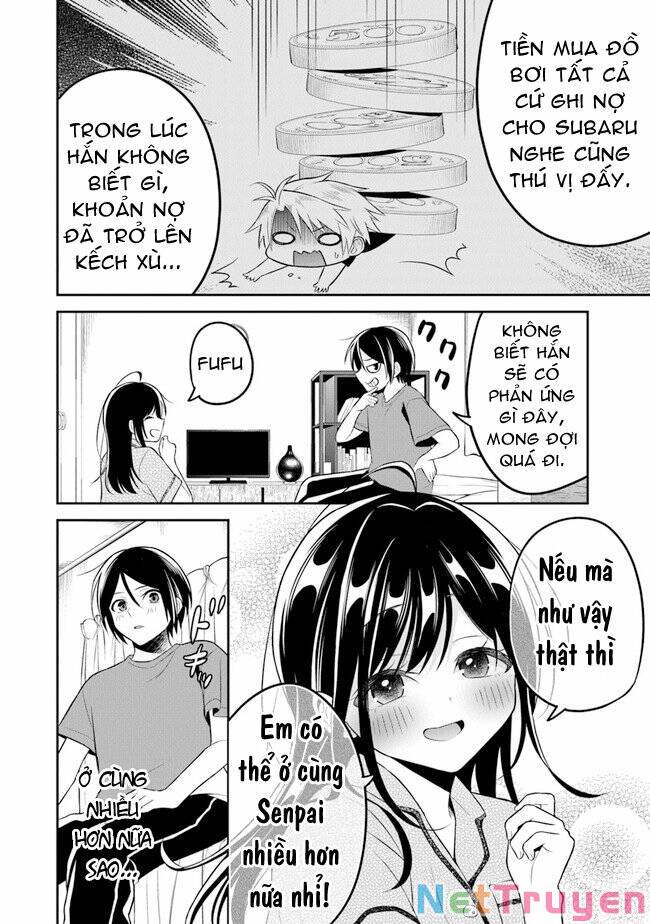 TIỀN MUA ĐỒ
BƠI TẤT CẢ
CỨ GHI NỢ
CHO SUBARU
NGHE CŨNG
THÚ VỊ ĐẤY.
TRONG LÚC
HẮN KHÔNG
BIẾT GÌ,
KHOẢN NỢ
ĐÃ TRỞ LÊN
KẾCH XÙ...
500
KHÔNG
BIẾT HẮN
SẼ CÓ
PHẢN ỨNG
GÌ ĐÂY,
MONG ĐỢI
QUÁ ĐI.
FUFU
Nếu mà
như vậy
thật thì
Em có
thể ở cùng
Senpai
nhiều hơn
nữa nhỉ!
Ở CÙNG
NHIỀU
HƠN NỮA
SAO...
NetTruyen